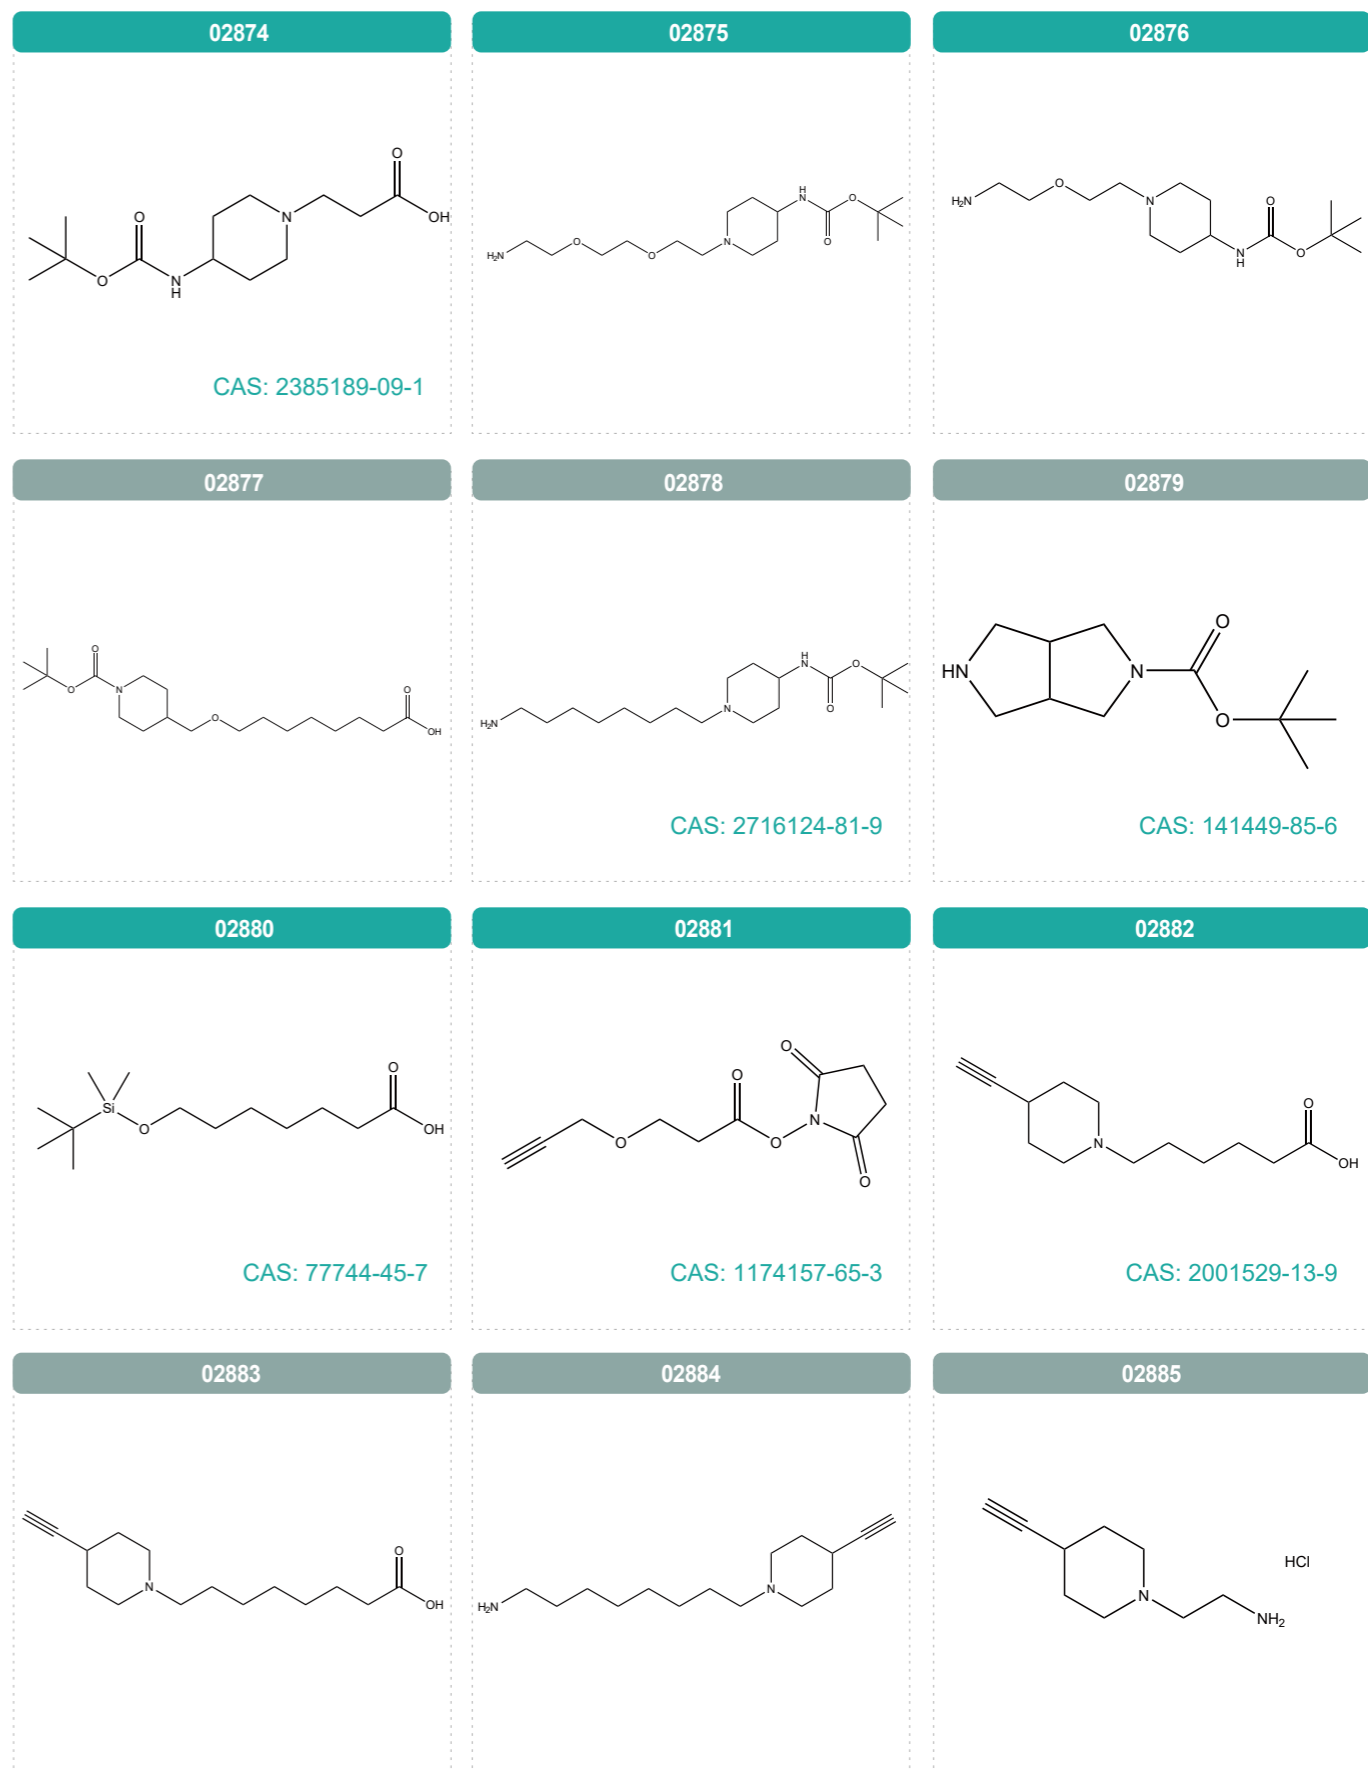 02874 02875 02876
O
OH
O
N
O
N
H
H
N
O
O
N
O
O
H₂N
O
O
H₂N
N
O
N
H
O
CAS: 2385189-09-1
02877 02878 02879
O
N
O
O
O
OH
H
N
O
O
N
H₂N
O
HN
N
O
CAS: 2716124-81-9 CAS: 141449-85-6
02880 02881 02882
Si
O
O
OH
O
O
O
O
N
O
N
O
OH
CAS: 77744-45-7 CAS: 1174157-65-3 CAS: 2001529-13-9
02883 02884 02885
N
O
OH
N
H₂N
N
NH₂
HCl